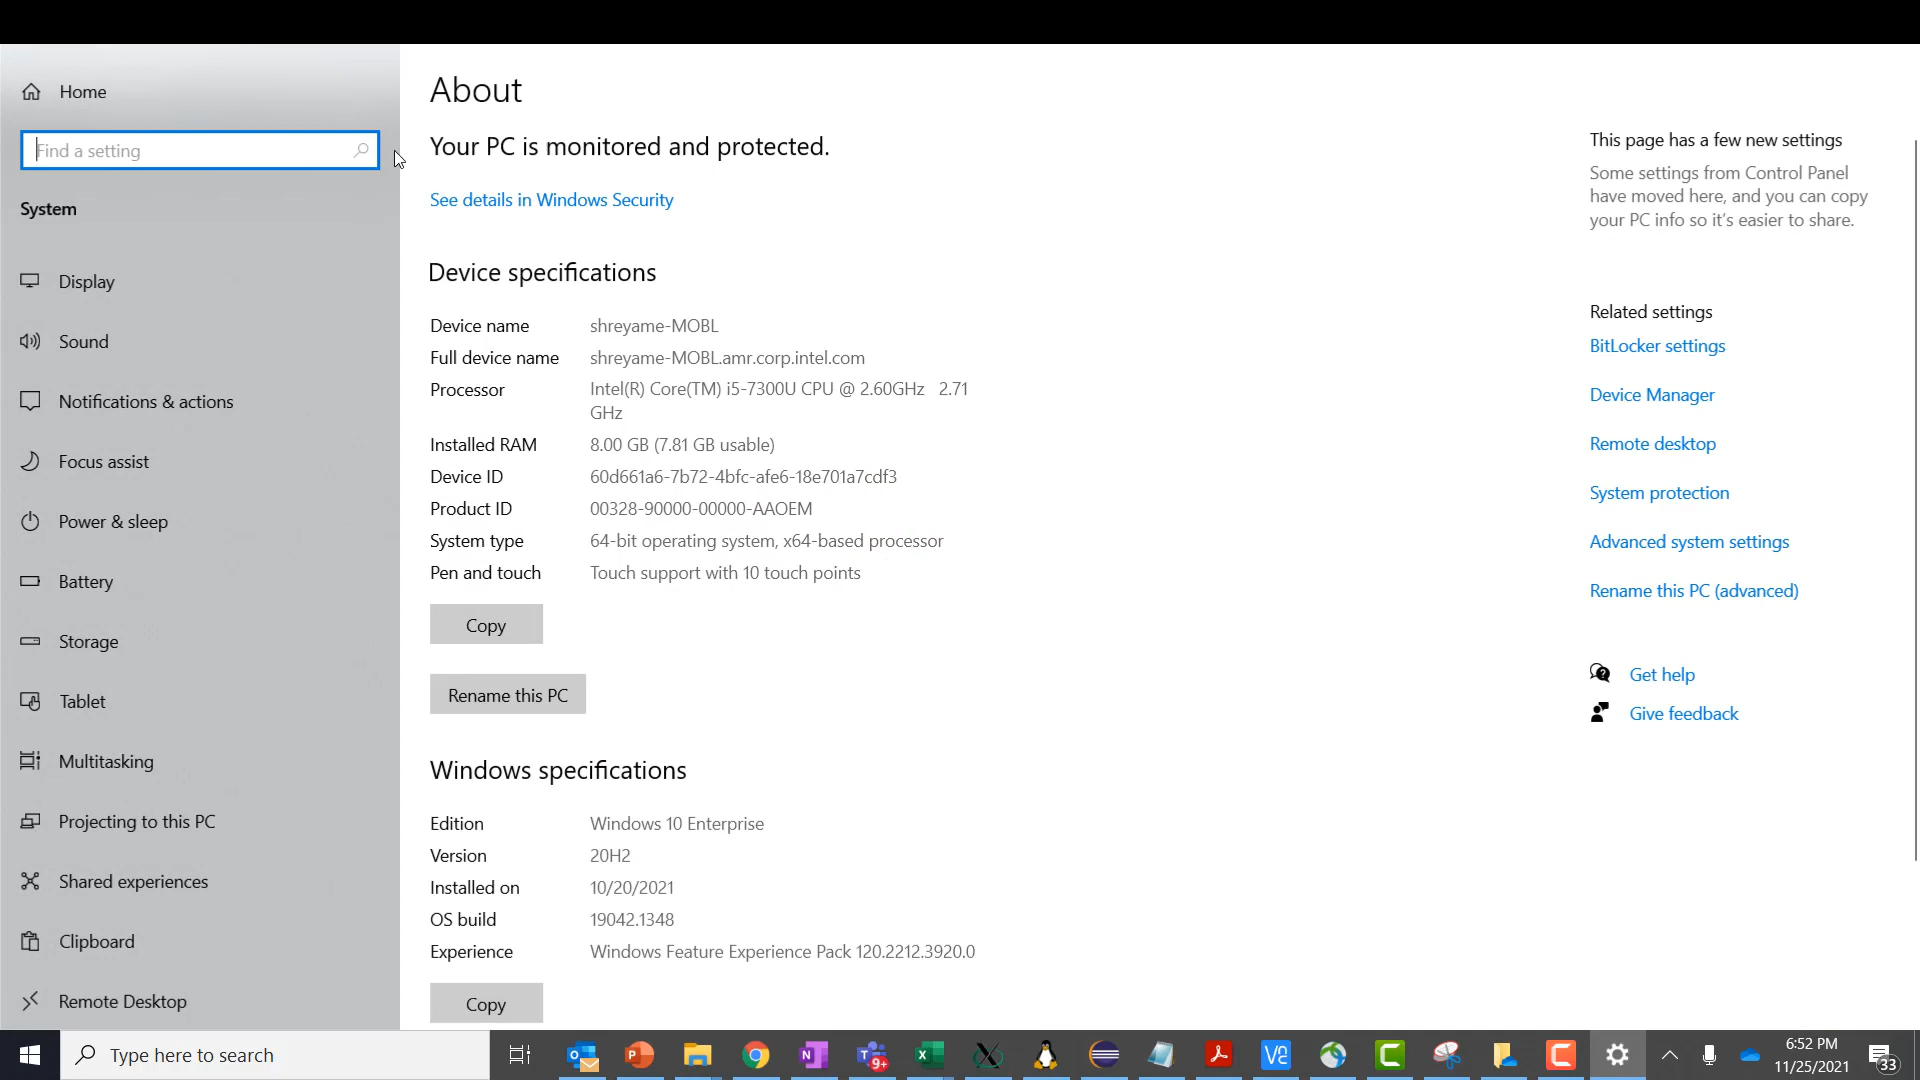 Home
Find a setting
System
Display
Sound
Notifications & actions
Focus assist
Power & sleep
Battery
Storage
Tablet
Multitasking
Projecting to this PC
Shared experiences
Clipboard
Remote Desktop
About
Your PC is monitored and protected.
See details in Windows Security
Device specifications
Device name shreyame-MOBL
Full device name shreyame-MOBL.amr.corp.intel.com
Processor Intel(R) Core(TM) i5-7300U CPU @ 2.60GHz 2.71
GHz
Installed RAM 8.00 GB (7.81 GB usable)
Device ID 60d661a6-7b72-4bfc-afe6-18e701a7cdf3
Product ID 00328-90000-00000-AAOEM
System type 64-bit operating system, x64-based processor
Pen and touch Touch support with 10 touch points
Copy
Rename this PC
Windows specifications
Edition Windows 10 Enterprise
Version 20H2
Installed on 10/20/2021
OS build 19042.1348
Experience Windows Feature Experience Pack 120.2212.3920.0
Copy
This page has a few new settings
Some settings from Control Panel
have moved here, and you can copy
your PC info so it's easier to share.
Related settings
BitLocker settings
Device Manager
Remote desktop
System protection
Advanced system settings
Rename this PC (advanced)
Get help
Give feedback
Type here to search
9+
6:52 PM
11/25/2021
33